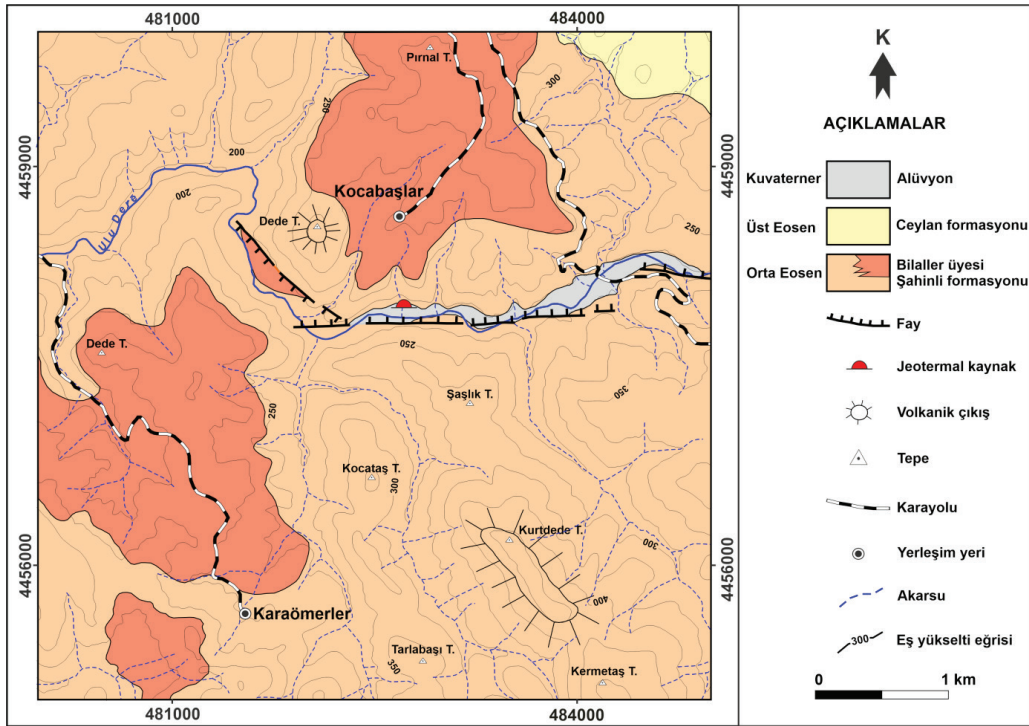 481000
484000
Pırnal T.
300
250
4459000
4459000
200
Kocabaşlar
200
Dede T.
Ulu Dere
250
250
Dede T.
350
Şaşlık T.
250
Kocataş T.
300
Kurtdede T.
300
4456000
4456000
400
Karaömerler
Tarlabaşı T.
350
Kermetaş T.
481000
484000
K
AÇIKLAMALAR
Kuvaterner
Alüvyon
Üst Eosen
Ceylan formasyonu
Orta Eosen
Bilaller üyesi
Şahinli formasyonu
Fay
Jeotermal kaynak
Volkanik çıkış
Tepe
Karayolu
Yerleşim yeri
Akarsu
300
Eş yükselti eğrisi
0
1 km